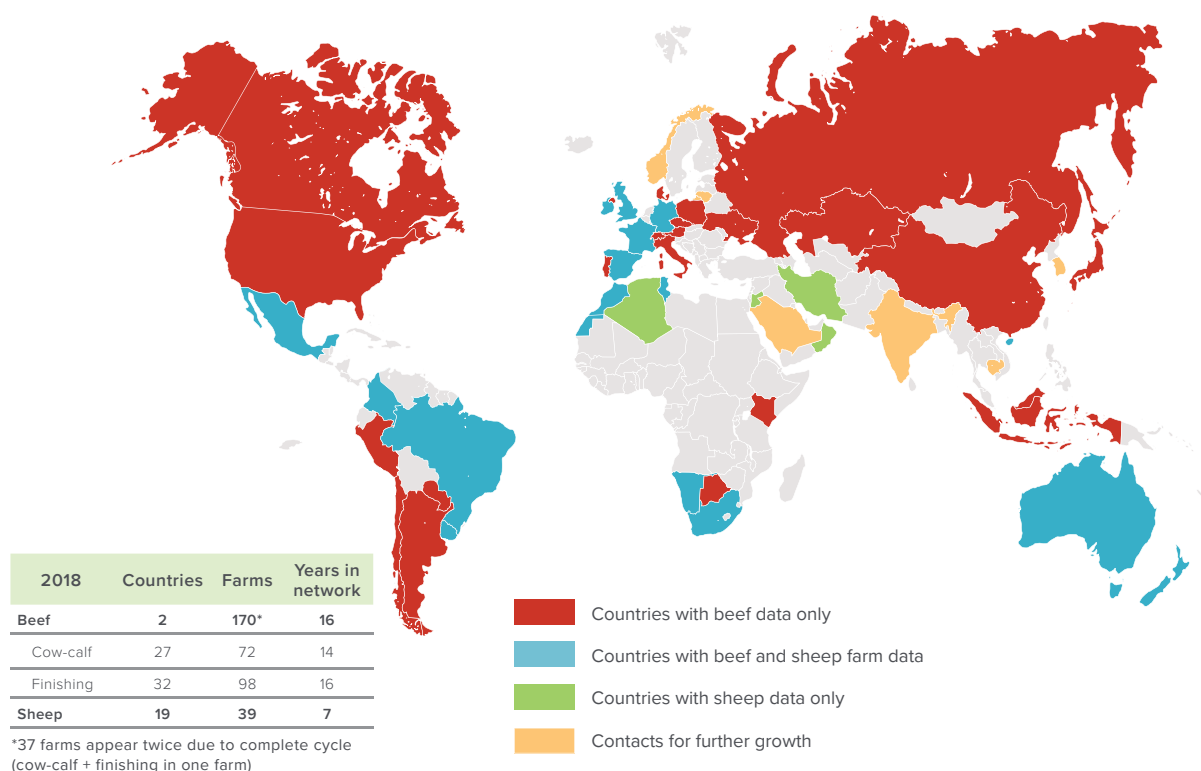 2018 Countries Farms Years in network
Beef 2 170* 16
Cow-calf 27 72 14
Finishing 32 98 16
Sheep 19 39 7
*37 farms appear twice due to complete cycle
(cow-calf + finishing in one farm)
Countries with beef data only
Countries with beef and sheep farm data
Countries with sheep data only
Contacts for further growth